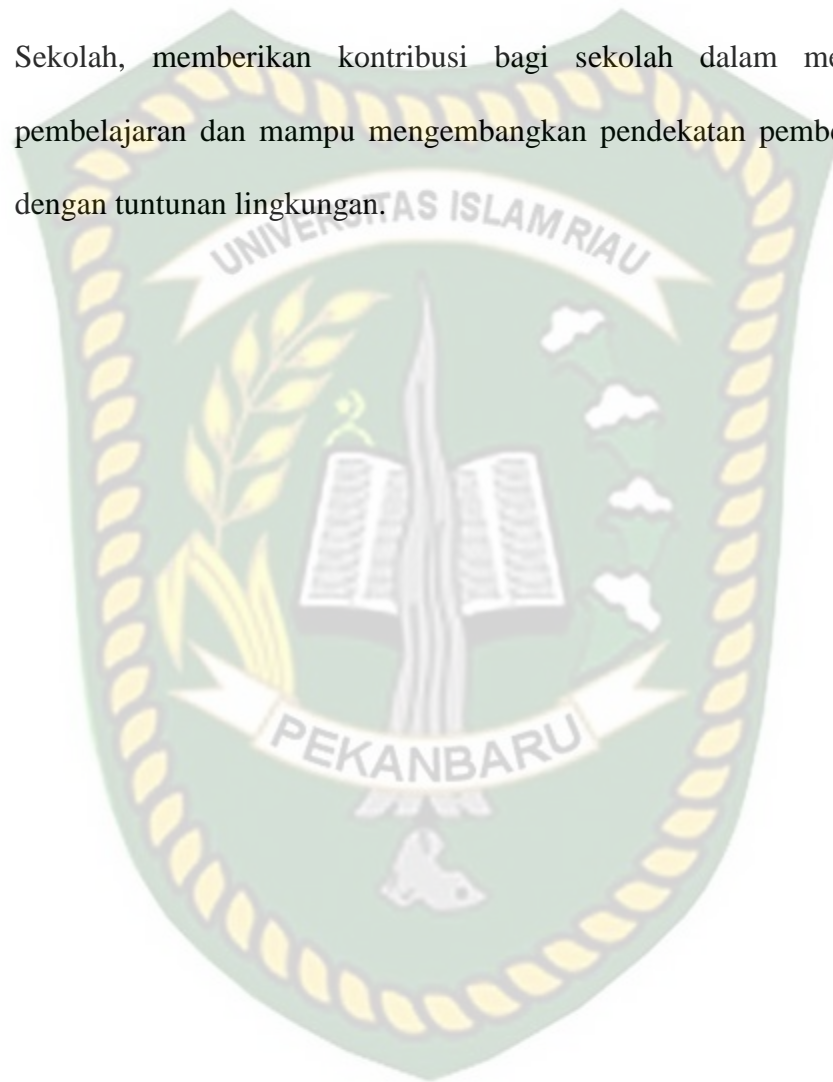 Sekolah, memberikan kontribusi bagi sekolah dalam me
pembelajaran dan mampu mengembangkan pendekatan pembe
dengan tuntunan lingkungan.
UNIVERSITAS ISLAM RIAU
PEKANBARU